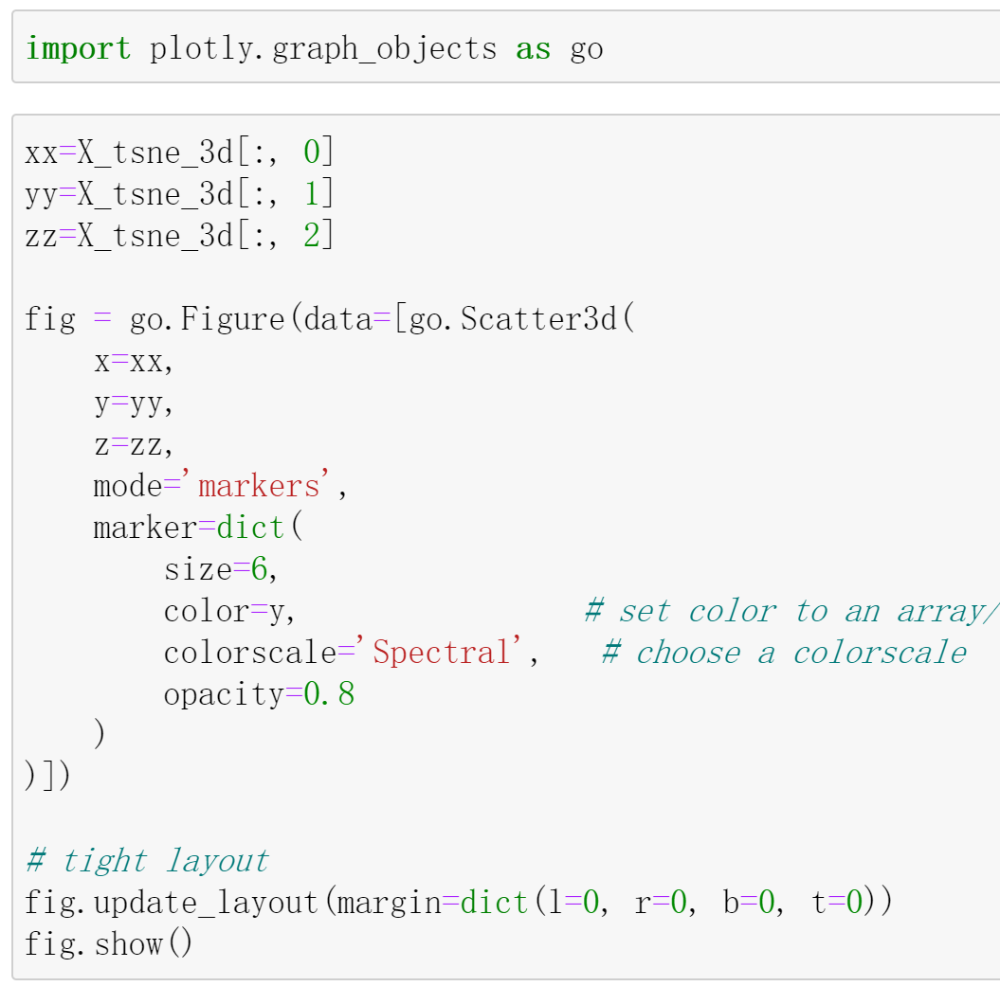 import plotly.graph_objects as go
xx=X_tsne_3d[:, 0]
yy=X_tsne_3d[:, 1]
zz=X_tsne_3d[:, 2]
fig = go.Figure(data=[go.Scatter3d(
    x=xx,
    y=yy,
    z=zz,
    mode='markers',
    marker=dict(
        size=6,
        color=y,                # set color to an array/
        colorscale='Spectral',   # choose a colorscale
        opacity=0.8
    )
)])
# tight layout
fig.update_layout(margin=dict(l=0, r=0, b=0, t=0))
fig.show()